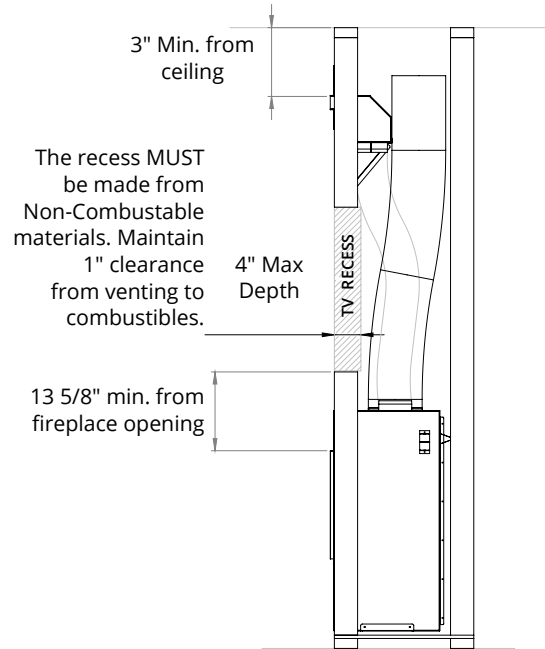 3" Min. from
ceiling
The recess MUST
be made from
Non-Combustable
materials. Maintain
1" clearance
from venting to
combustibles.
4" Max
Depth
TV RECESS
13 5/8" min. from
fireplace opening